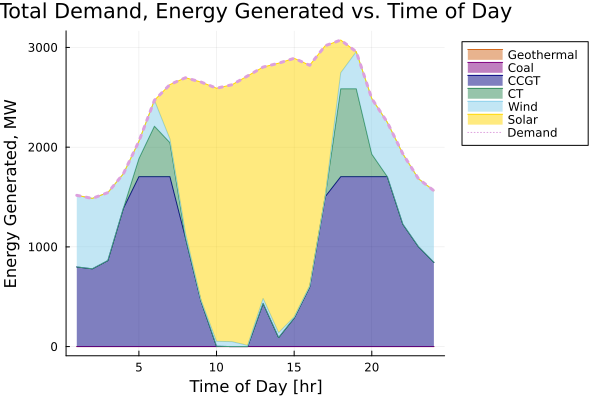 Total Demand, Energy Generated vs. Time of Day
Energy Generated, MW
3000
2000
1000
0
5
10
15
20
Time of Day [hr]
Geothermal
Coal
CCGT
CT
Wind
Solar
Demand